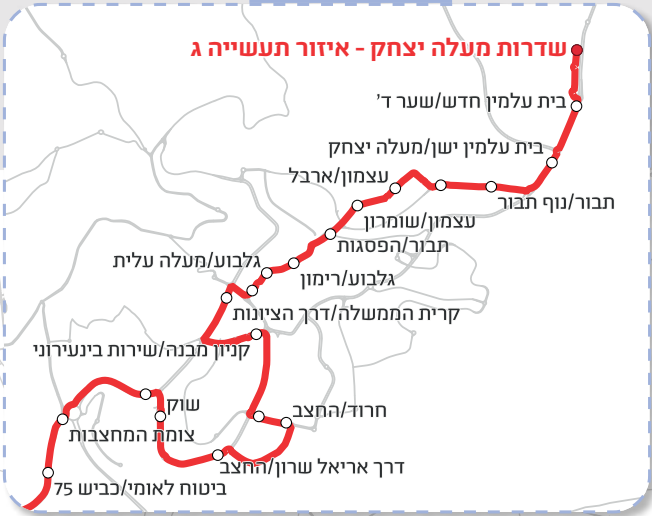 שדרות מעלה יצחק - איזור תעשייה ג
בית עלמין חדש/שער ד'
בית עלמין ישן/מעלה יצחק
עצמון/ארבל
תבור/נוף תבור
עצמון/שומרון
תבור/הפסגות
גלבוע/מעלה עלית
גלבוע/רימון
קרית הממשלה/דרך הציונות
קניון מבנה/שירות בינעירוני
שוק
חרוד/החצב
צומת המחצבות
דרך אריאל שרון/החצב
ביטוח לאומי/כביש 75